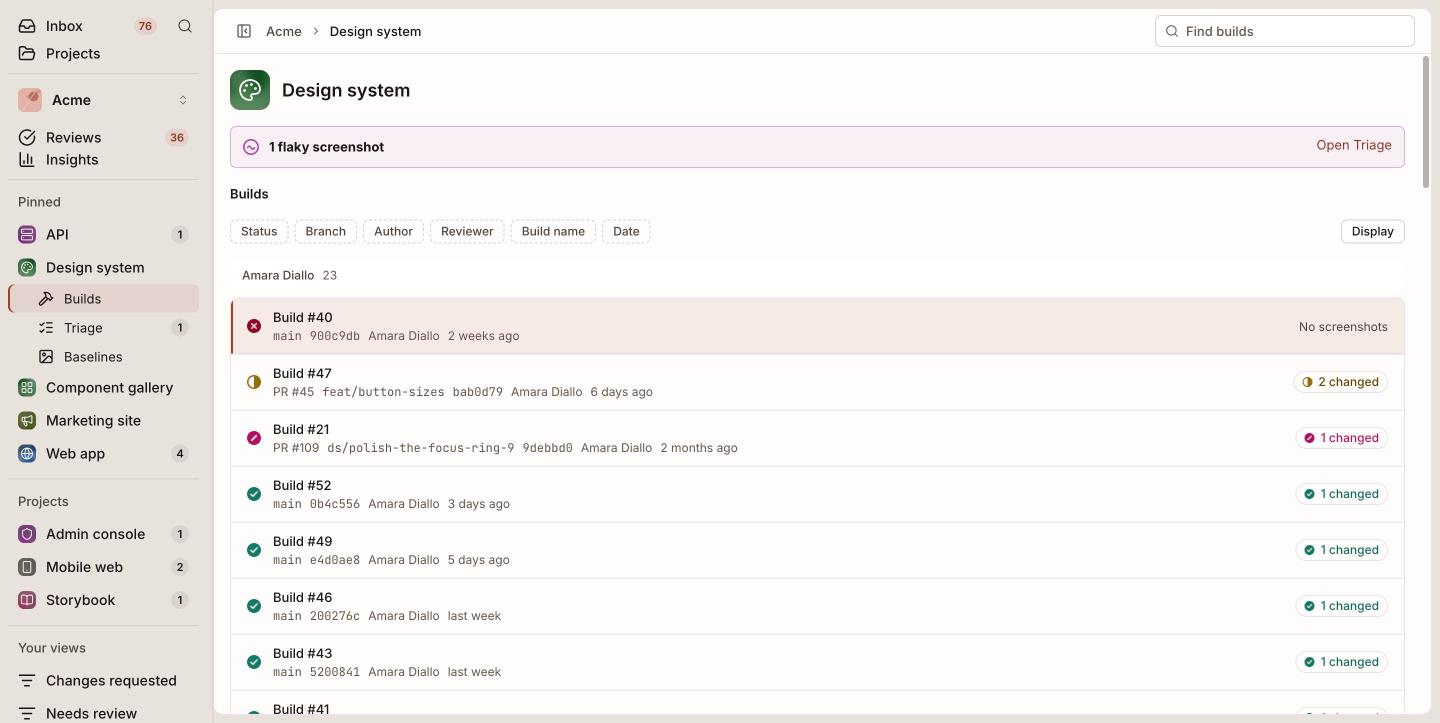 Inbox 76
Projects
Acme
Reviews 36
Insights
Pinned
API 1
Design system
Builds
Triage 1
Baselines
Component gallery
Marketing site
Web app 4
Projects
Admin console 1
Mobile web 2
Storybook 1
Your views
Changes requested
Needs review
Acme > Design system
Find builds
Design system
1 flaky screenshot
Open Triage
Builds
Status Branch Author Reviewer Build name Date
Display
Amara Diallo 23
Build #40
main 900c9db Amara Diallo 2 weeks ago
No screenshots
Build #47
PR #45 feat/button-sizes bab0d79 Amara Diallo 6 days ago
2 changed
Build #21
PR #109 ds/polish-the-focus-ring-9 9debbd0 Amara Diallo 2 months ago
1 changed
Build #52
main 0b4c556 Amara Diallo 3 days ago
1 changed
Build #49
main e4d0ae8 Amara Diallo 5 days ago
1 changed
Build #46
main 200276c Amara Diallo last week
1 changed
Build #43
main 5200841 Amara Diallo last week
1 changed
Build #41